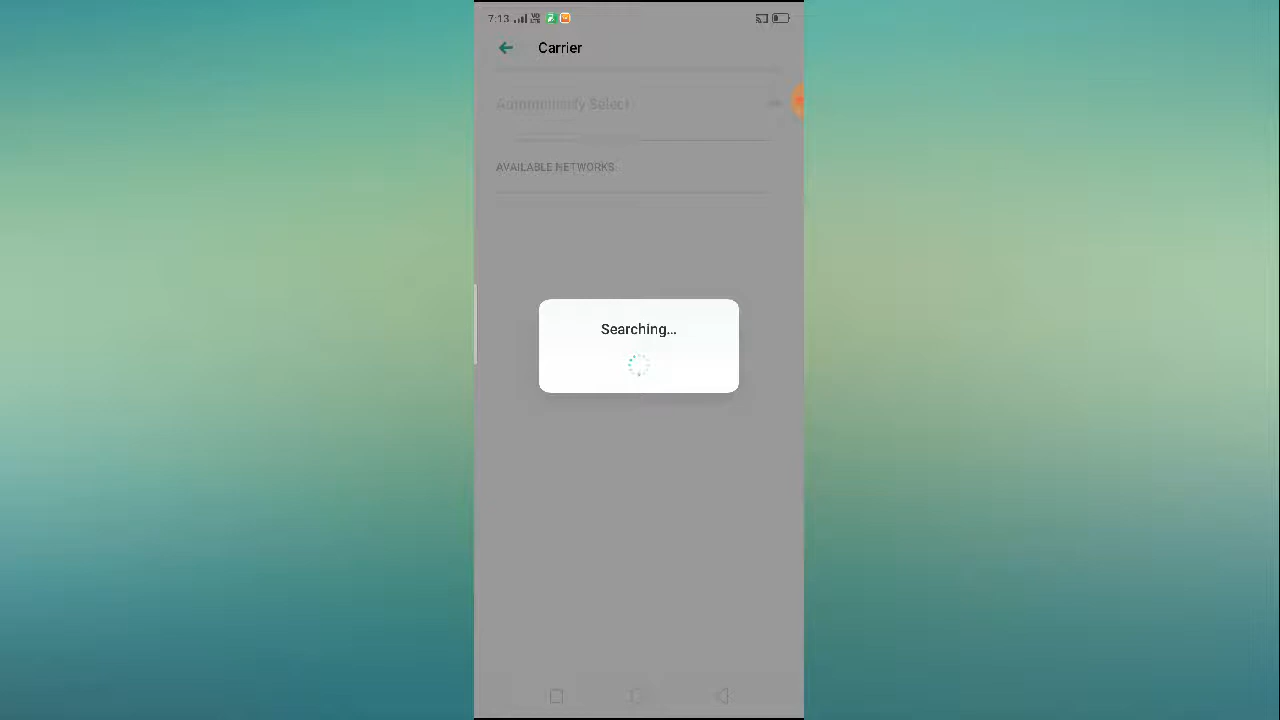 7:13
Carrier
Automatically Select
AVAILABLE NETWORKS
Searching...